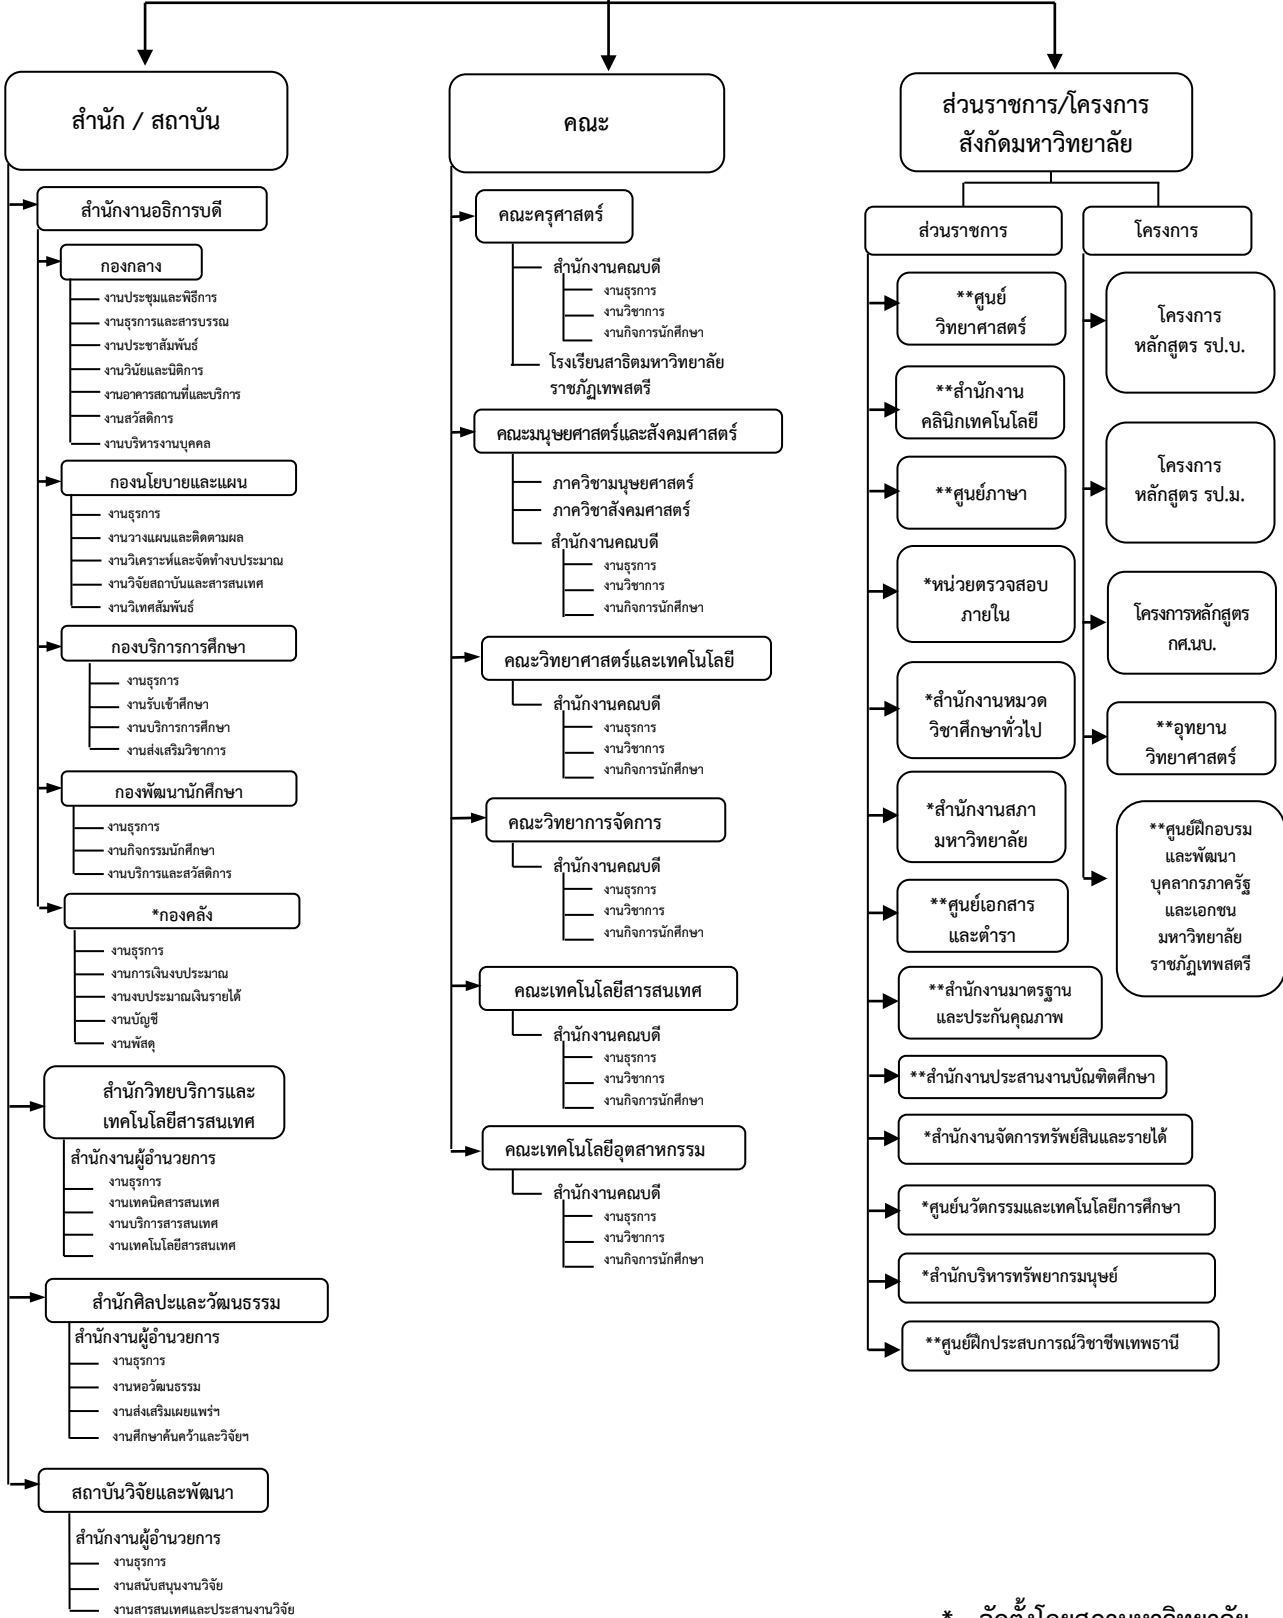 สำนัก / สถาบัน
สำนักงานอธิการบดี
กองกลาง
งานประชุมและพิธีการ
งานธุรการและสารบรรณ
งานประชาสัมพันธ์
งานวินัยและนิติการ
งานอาคารสถานที่และบริการ
งานสวัสดิการ
งานบริหารงานบุคคล
กองนโยบายและแผน
งานธุรการ
งานวางแผนและติดตามผล
งานวิเคราะห์และจัดทำงบประมาณ
งานวิจัยสถาบันและสารสนเทศ
งานวิเทศสัมพันธ์
กองบริการการศึกษา
งานธุรการ
งานรับเข้าศึกษา
งานบริการการศึกษา
งานส่งเสริมวิชาการ
กองพัฒนานักศึกษา
งานธุรการ
งานกิจกรรมนักศึกษา
งานบริการและสวัสดิการ
*กองคลัง
งานธุรการ
งานการเงินงบประมาณ
งานงบประมาณเงินรายได้
งานบัญชี
งานพัสดุ
สำนักวิทยบริการและ
เทคโนโลยีสารสนเทศ
สำนักงานผู้อำนวยการ
งานธุรการ
งานเทคนิคสารสนเทศ
งานบริการสารสนเทศ
งานเทคโนโลยีสารสนเทศ
สำนักศิลปะและวัฒนธรรม
สำนักงานผู้อำนวยการ
งานธุรการ
งานหอวัฒนธรรม
งานส่งเสริมเผยแพร่ฯ
งานศึกษาค้นคว้าและวิจัยฯ
สถาบันวิจัยและพัฒนา
สำนักงานผู้อำนวยการ
งานธุรการ
งานสนับสนุนงานวิจัย
งานสารสนเทศและประสานงานวิจัย
คณะ
คณะครุศาสตร์
สำนักงานคณบดี
งานธุรการ
งานวิชาการ
งานกิจการนักศึกษา
โรงเรียนสาธิตมหาวิทยาลัย
ราชภัฏเทพสตรี
คณะมนุษยศาสตร์และสังคมศาสตร์
ภาควิชามนุษยศาสตร์
ภาควิชาสังคมศาสตร์
สำนักงานคณบดี
งานธุรการ
งานวิชาการ
งานกิจการนักศึกษา
คณะวิทยาศาสตร์และเทคโนโลยี
สำนักงานคณบดี
งานธุรการ
งานวิชาการ
งานกิจการนักศึกษา
คณะวิทยาการจัดการ
สำนักงานคณบดี
งานธุรการ
งานวิชาการ
งานกิจการนักศึกษา
คณะเทคโนโลยีสารสนเทศ
สำนักงานคณบดี
งานธุรการ
งานวิชาการ
งานกิจการนักศึกษา
คณะเทคโนโลยีอุตสาหกรรม
สำนักงานคณบดี
งานธุรการ
งานวิชาการ
งานกิจการนักศึกษา
ส่วนราชการ/โครงการ
สังกัดมหาวิทยาลัย
ส่วนราชการ
**ศูนย์
วิทยาศาสตร์
**สำนักงาน
คลินิกเทคโนโลยี
**ศูนย์ภาษา
*หน่วยตรวจสอบ
ภายใน
*สำนักงานหมวด
วิชาศึกษาทั่วไป
*สำนักงานสภา
มหาวิทยาลัย
**ศูนย์เอกสาร
และตำรา
**สำนักงานมาตรฐาน
และประกันคุณภาพ
**สำนักงานประสานงานบัณฑิตศึกษา
*สำนักงานจัดการทรัพย์สินและรายได้
*ศูนย์นวัตกรรมและเทคโนโลยีการศึกษา
*สำนักบริหารทรัพยากรมนุษย์
**ศูนย์ฝึกประสบการณ์วิชาชีพเทพธานี
โครงการ
โครงการ
หลักสูตร รป.บ.
โครงการ
หลักสูตร รป.ม.
โครงการหลักสูตร
กศ.นบ.
**อุทยาน
วิทยาศาสตร์
**ศูนย์ฝึกอบรม
และพัฒนา
บุคลากรภาครัฐ
และเอกชน
มหาวิทยาลัย
ราชภัฏเทพสตรี
* จัดตั้งโดยสภามหาวิทยาลัย